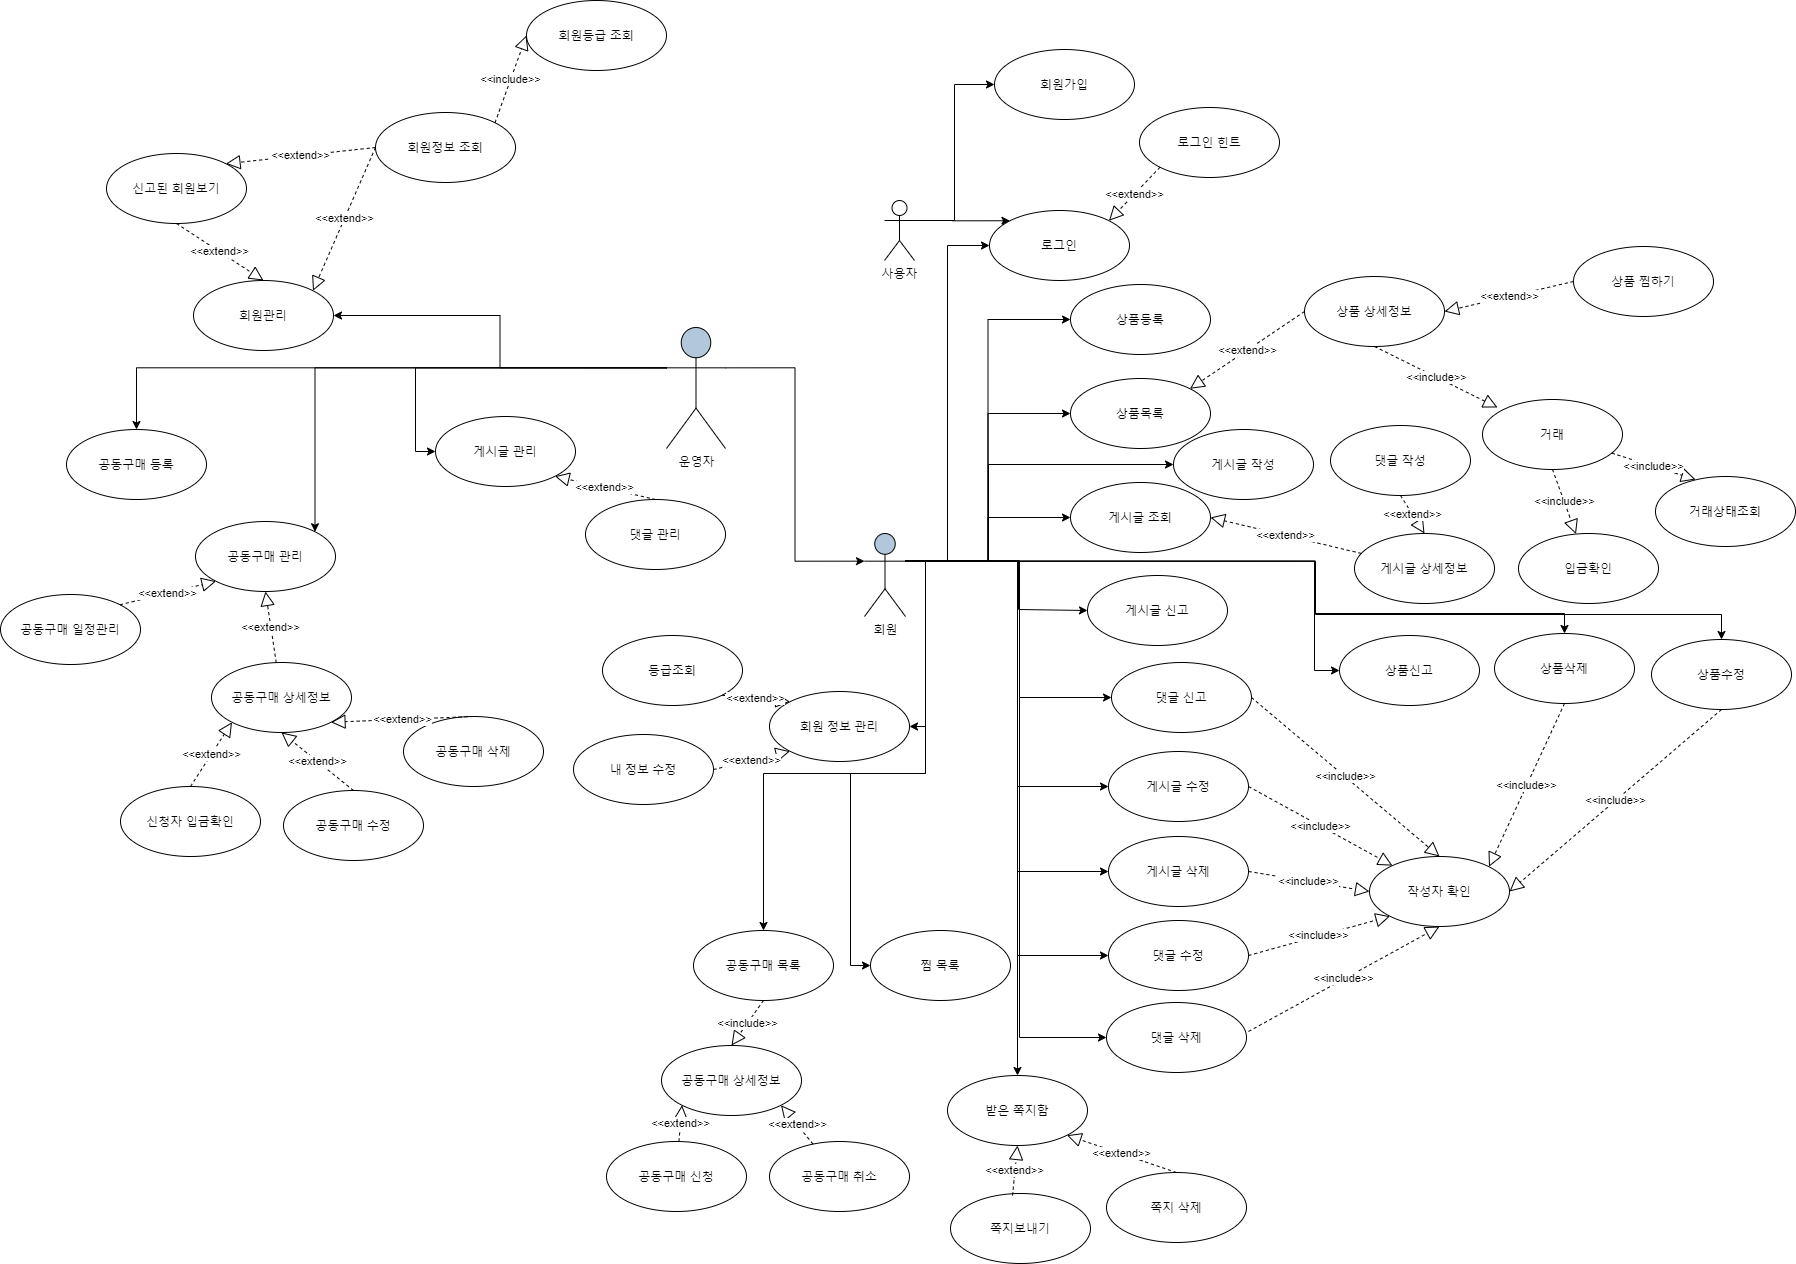 회원등급 조회
<<include>>
회원가입
로그인 힌트
회원정보 조회
<<extend>>
신고된 회원보기
<<extend>>
<<extend>>
<<extend>>
사용자
로그인
회원관리
상품 찜하기
<<extend>>
상품 상세정보
상품등록
<<extend>>
<<include>>
상품목록
거래
운영자
게시글 관리
게시글 작성
댓글 작성
<<include>>
공동구매 등록
<<extend>>
<<include>>
거래상태조회
게시글 조회
<<extend>>
<<extend>>
댓글 관리
공동구매 관리
게시글 상세정보
입금확인
<<extend>>
게시글 신고
공동구매 일정관리
<<extend>>
회원
등급조회
상품신고
상품삭제
상품수정
공동구매 상세정보
<<extend>>
댓글 신고
<<extend>>
회원 정보 관리
<<extend>>
<<extend>>
공동구매 삭제
<<extend>>
내 정보 수정
<<include>>
게시글 수정
<<include>>
<<include>>
신청자 입금확인
공동구매 수정
<<include>>
게시글 삭제
<<include>>
작성자 확인
<<include>>
공동구매 목록
찜 목록
댓글 수정
<<include>>
<<include>>
댓글 삭제
공동구매 상세정보
받은 쪽지함
<<extend>>
<<extend>>
<<extend>>
<<extend>>
공동구매 신청
공동구매 취소
쪽지보내기
쪽지 삭제